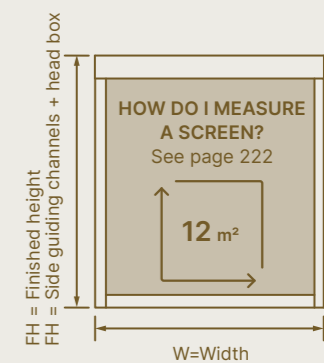 FH = Finished height
FH = Side guiding channels + head box
HOW DO I MEASURE
A SCREEN?
See page 222
12 m²
W=Width